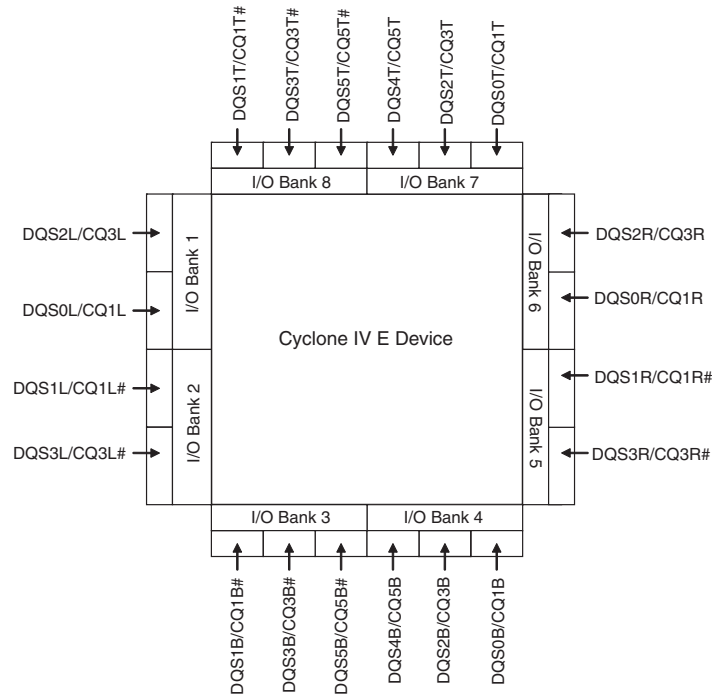 DQS1T/CQ1T#
DQS3T/CQ3T#
DQS5T/CQ5T#
DQS4T/CQ5T
DQS2T/CQ3T
DQS0T/CQ1T
I/O Bank 8
I/O Bank 7
DQS2L/CQ3L
DQS0L/CQ1L
DQS1L/CQ1L#
DQS3L/CQ3L#
I/O Bank 1
I/O Bank 2
Cyclone IV E Device
I/O Bank 6
I/O Bank 5
DQS2R/CQ3R
DQS0R/CQ1R
DQS1R/CQ1R#
DQS3R/CQ3R#
I/O Bank 3
I/O Bank 4
DQS1B/CQ1B#
DQS3B/CQ3B#
DQS5B/CQ5B#
DQS4B/CQ5B
DQS2B/CQ3B
DQS0B/CQ1B